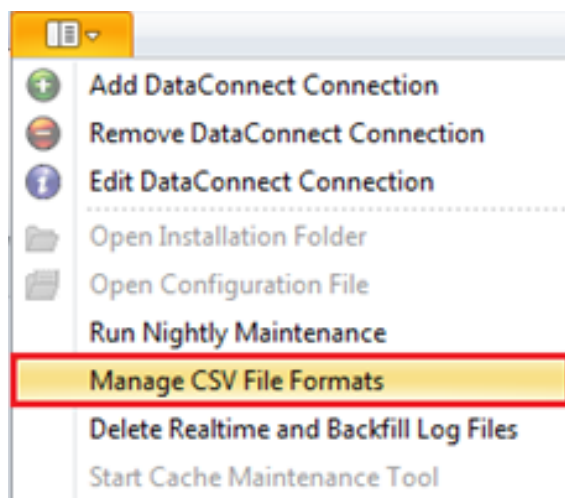 Add DataConnect Connection
Remove DataConnect Connection
Edit DataConnect Connection
Open Installation Folder
Open Configuration File
Run Nightly Maintenance
Manage CSV File Formats
Delete Realtime and Backfill Log Files
Start Cache Maintenance Tool